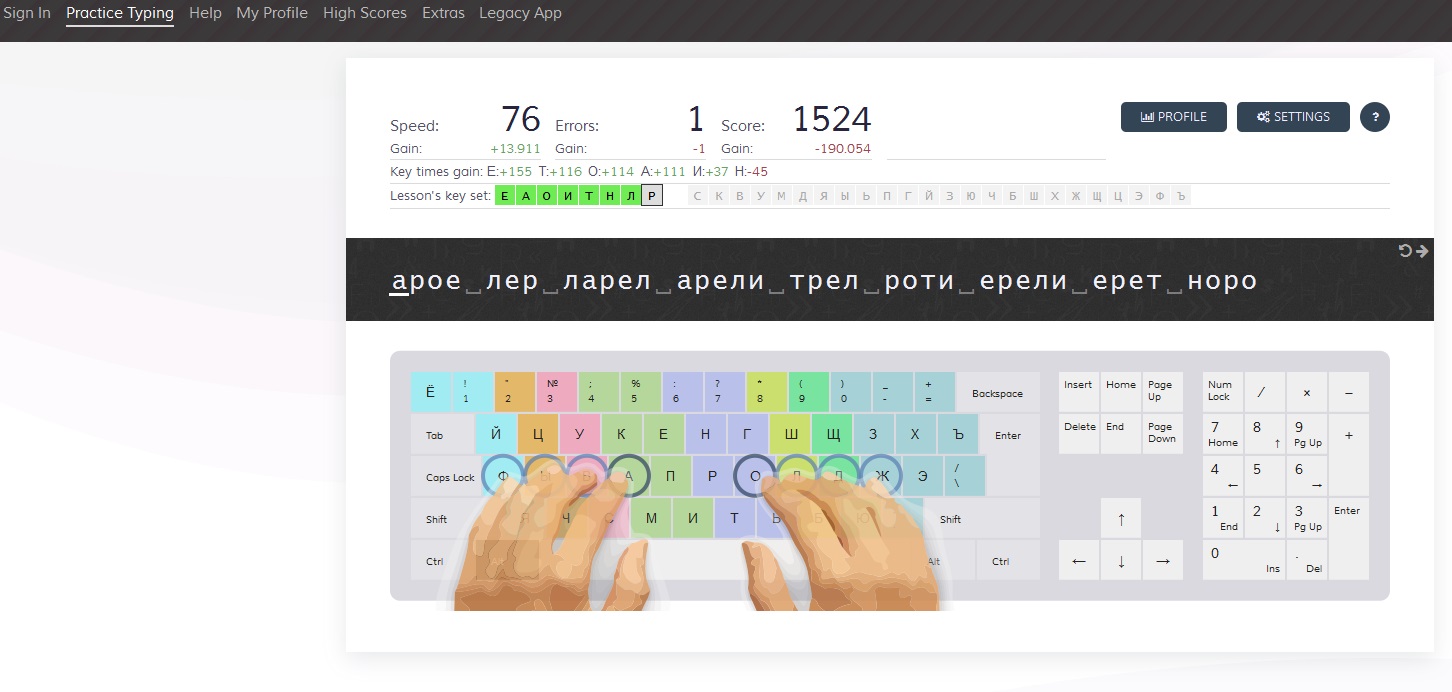 Sign In Practice Typing Help My Profile High Scores Extras Legacy App
Speed: 76 Errors: 1 Score: 1524 PROFILE SETTINGS ?
Gain: +13.911 Gain: -1 Gain: -190.054
Key times gain: Е:+155 Т:+116 О:+114 А:+111 И:+37 Н:-45
Lesson's key set: Е А О И Т Н Л Р С К В У М Д Я Ы Ь П Г Й З Ю Ч Б Ш Х Ж Щ Ц Э Ф Ъ
арое␣лер␣ларел␣арели␣трел␣роти␣ерели␣ерет␣норо
Ё ! 1 " 2 № 3 ; 4 % 5 : 6 ? 7 * 8 ( 9 ) 0 _ - + = Backspace Insert Home Page Up Num Lock / × −
Tab Й Ц У К Е Н Г Ш Щ З Х Ъ Enter Delete End Page Down 7 Home 8 ↑ 9 Pg Up +
Caps Lock Ф Ы В А П Р О Л Д Ж Э / \ 4 ← 5 6 →
Shift Я Ч С М И Т Ь Б Ю Shift ↑ 1 End 2 ↓ 3 Pg Up Enter
Ctrl Alt Ctrl ← ↓ → 0 Ins . Del